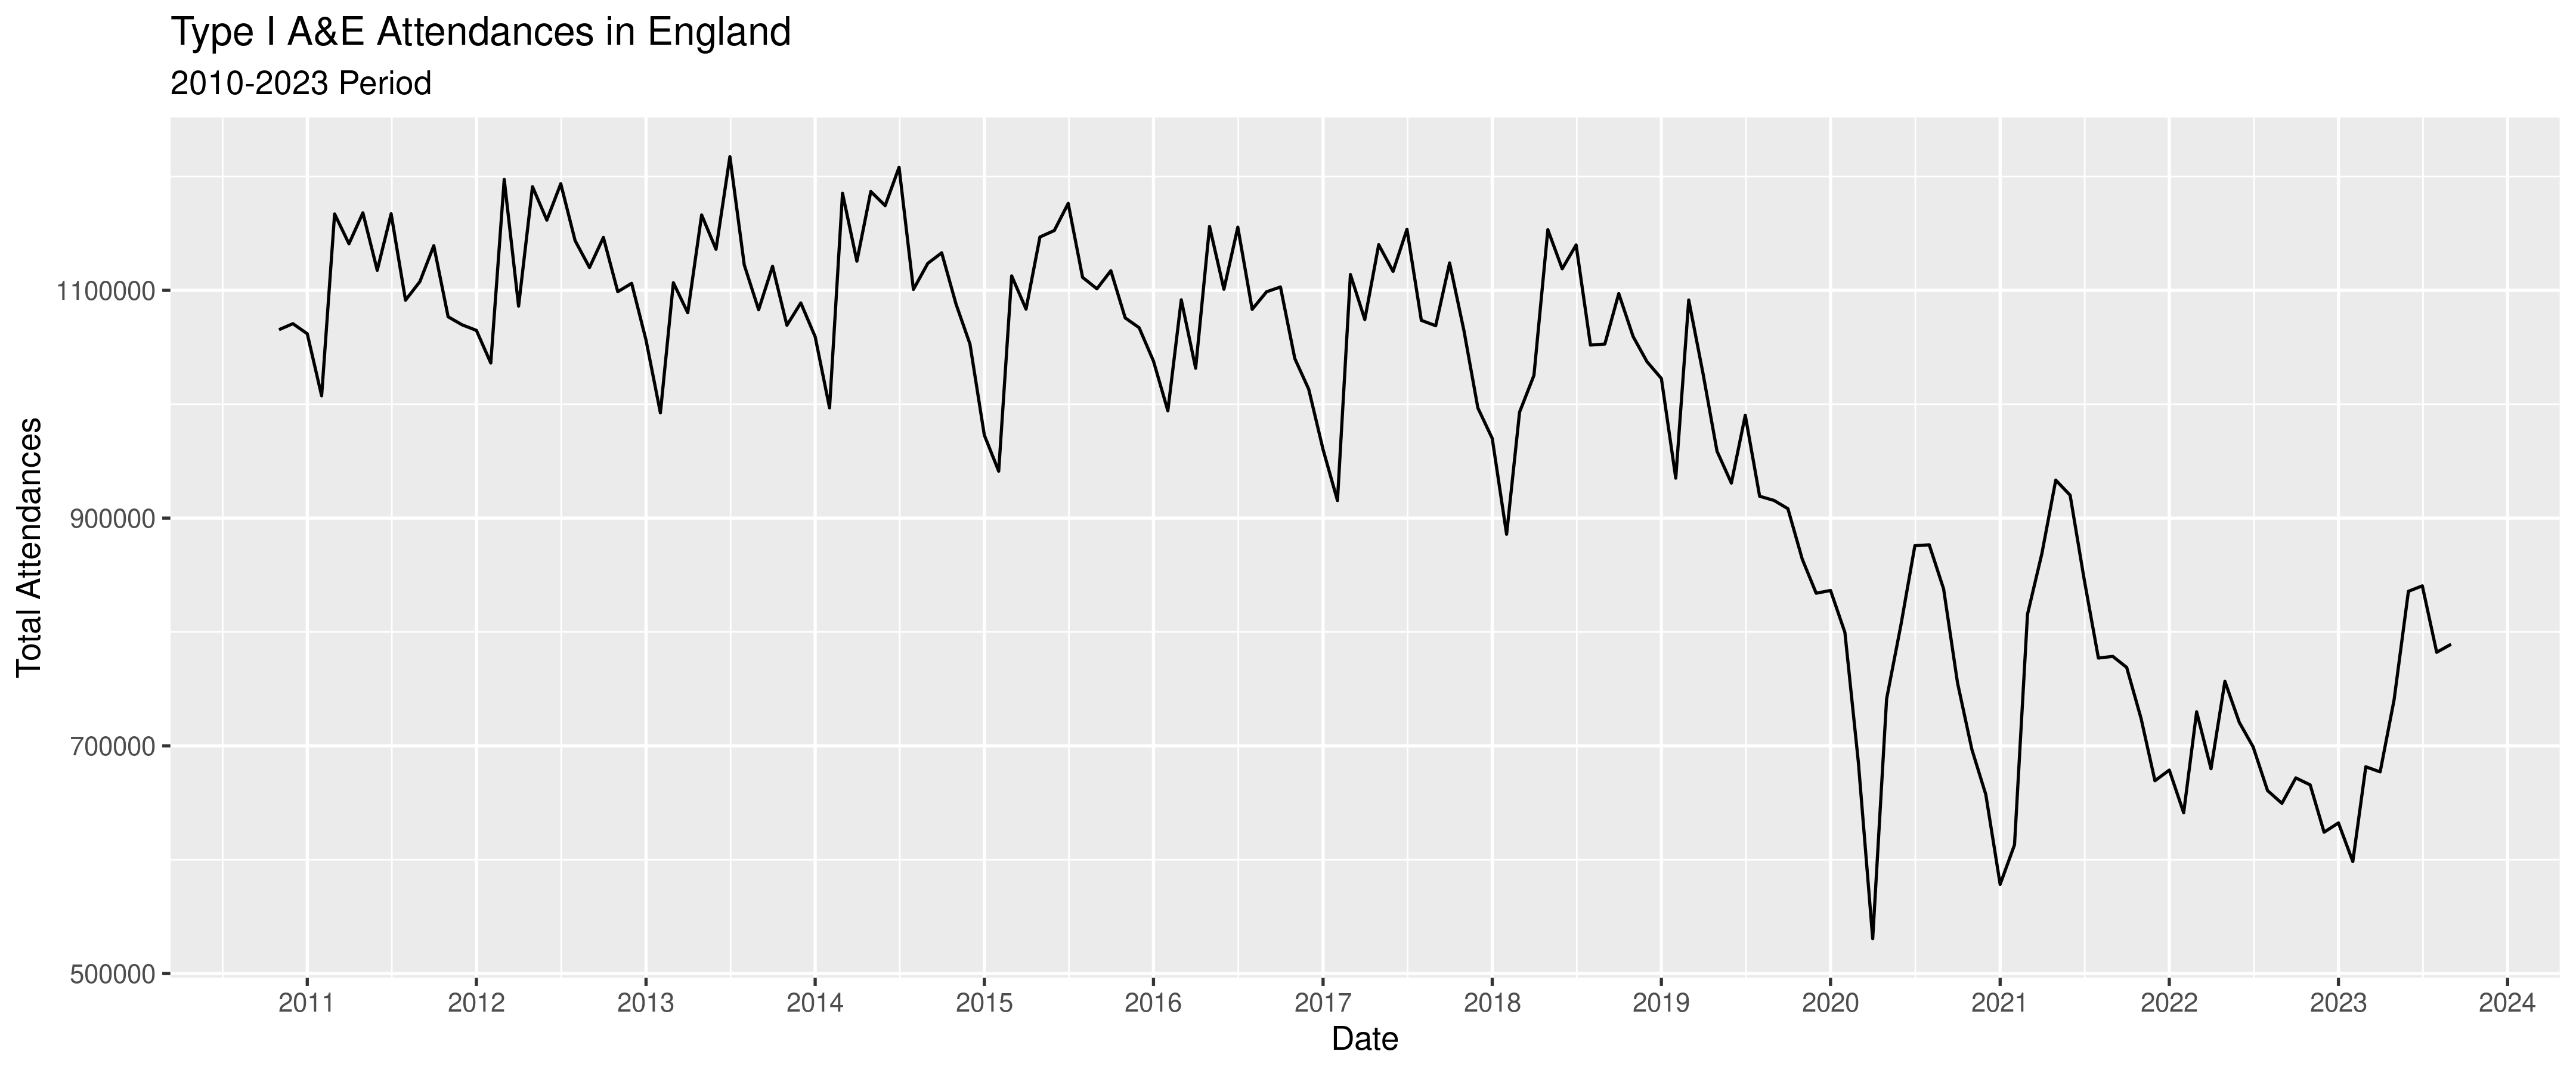 Type I A&E Attendances in England
2010-2023 Period
Total Attendances
1100000
900000
700000
500000
2011 2012 2013 2014 2015 2016 2017 2018 2019 2020 2021 2022 2023 2024
Date